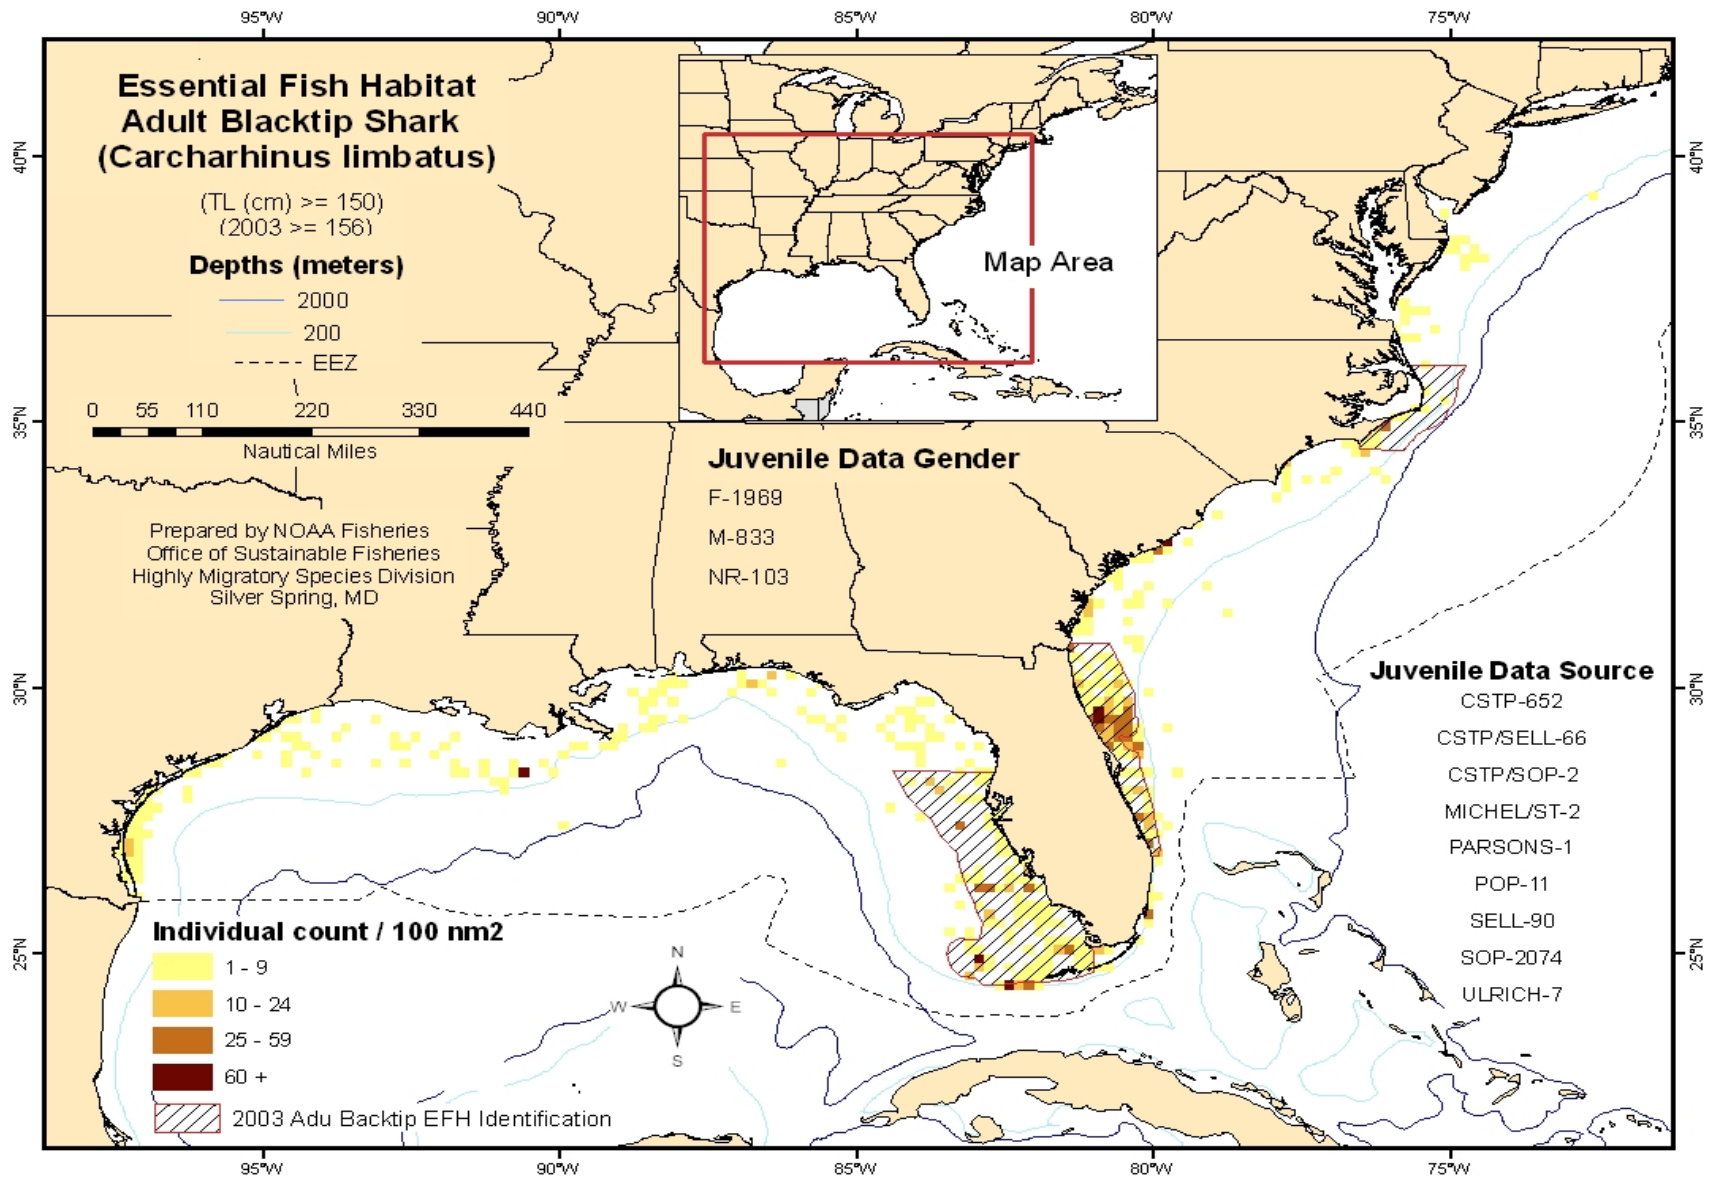 95°W 90°W 85°W 80°W 75°W
40°N
35°N
30°N
25°N
Essential Fish Habitat
Adult Blacktip Shark
(Carcharhinus limbatus)
(TL (cm) >= 150)
(2003 >= 156)
Depths (meters)
2000
200
EEZ
0 55 110 220 330 440
Nautical Miles
Prepared by NOAA Fisheries
Office of Sustainable Fisheries
Highly Migratory Species Division
Silver Spring, MD
Map Area
Juvenile Data Gender
F-1969
M-833
NR-103
Juvenile Data Source
CSTP-652
CSTP/SELL-66
CSTP/SOP-2
MICHEL/ST-2
PARSONS-1
POP-11
SELL-90
SOP-2074
ULRICH-7
Individual count / 100 nm2
1 - 9
10 - 24
25 - 59
60 +
2003 Adu Backtip EFH Identification
N
W E
S
40°N
35°N
30°N
25°N
95°W 90°W 85°W 80°W 75°W